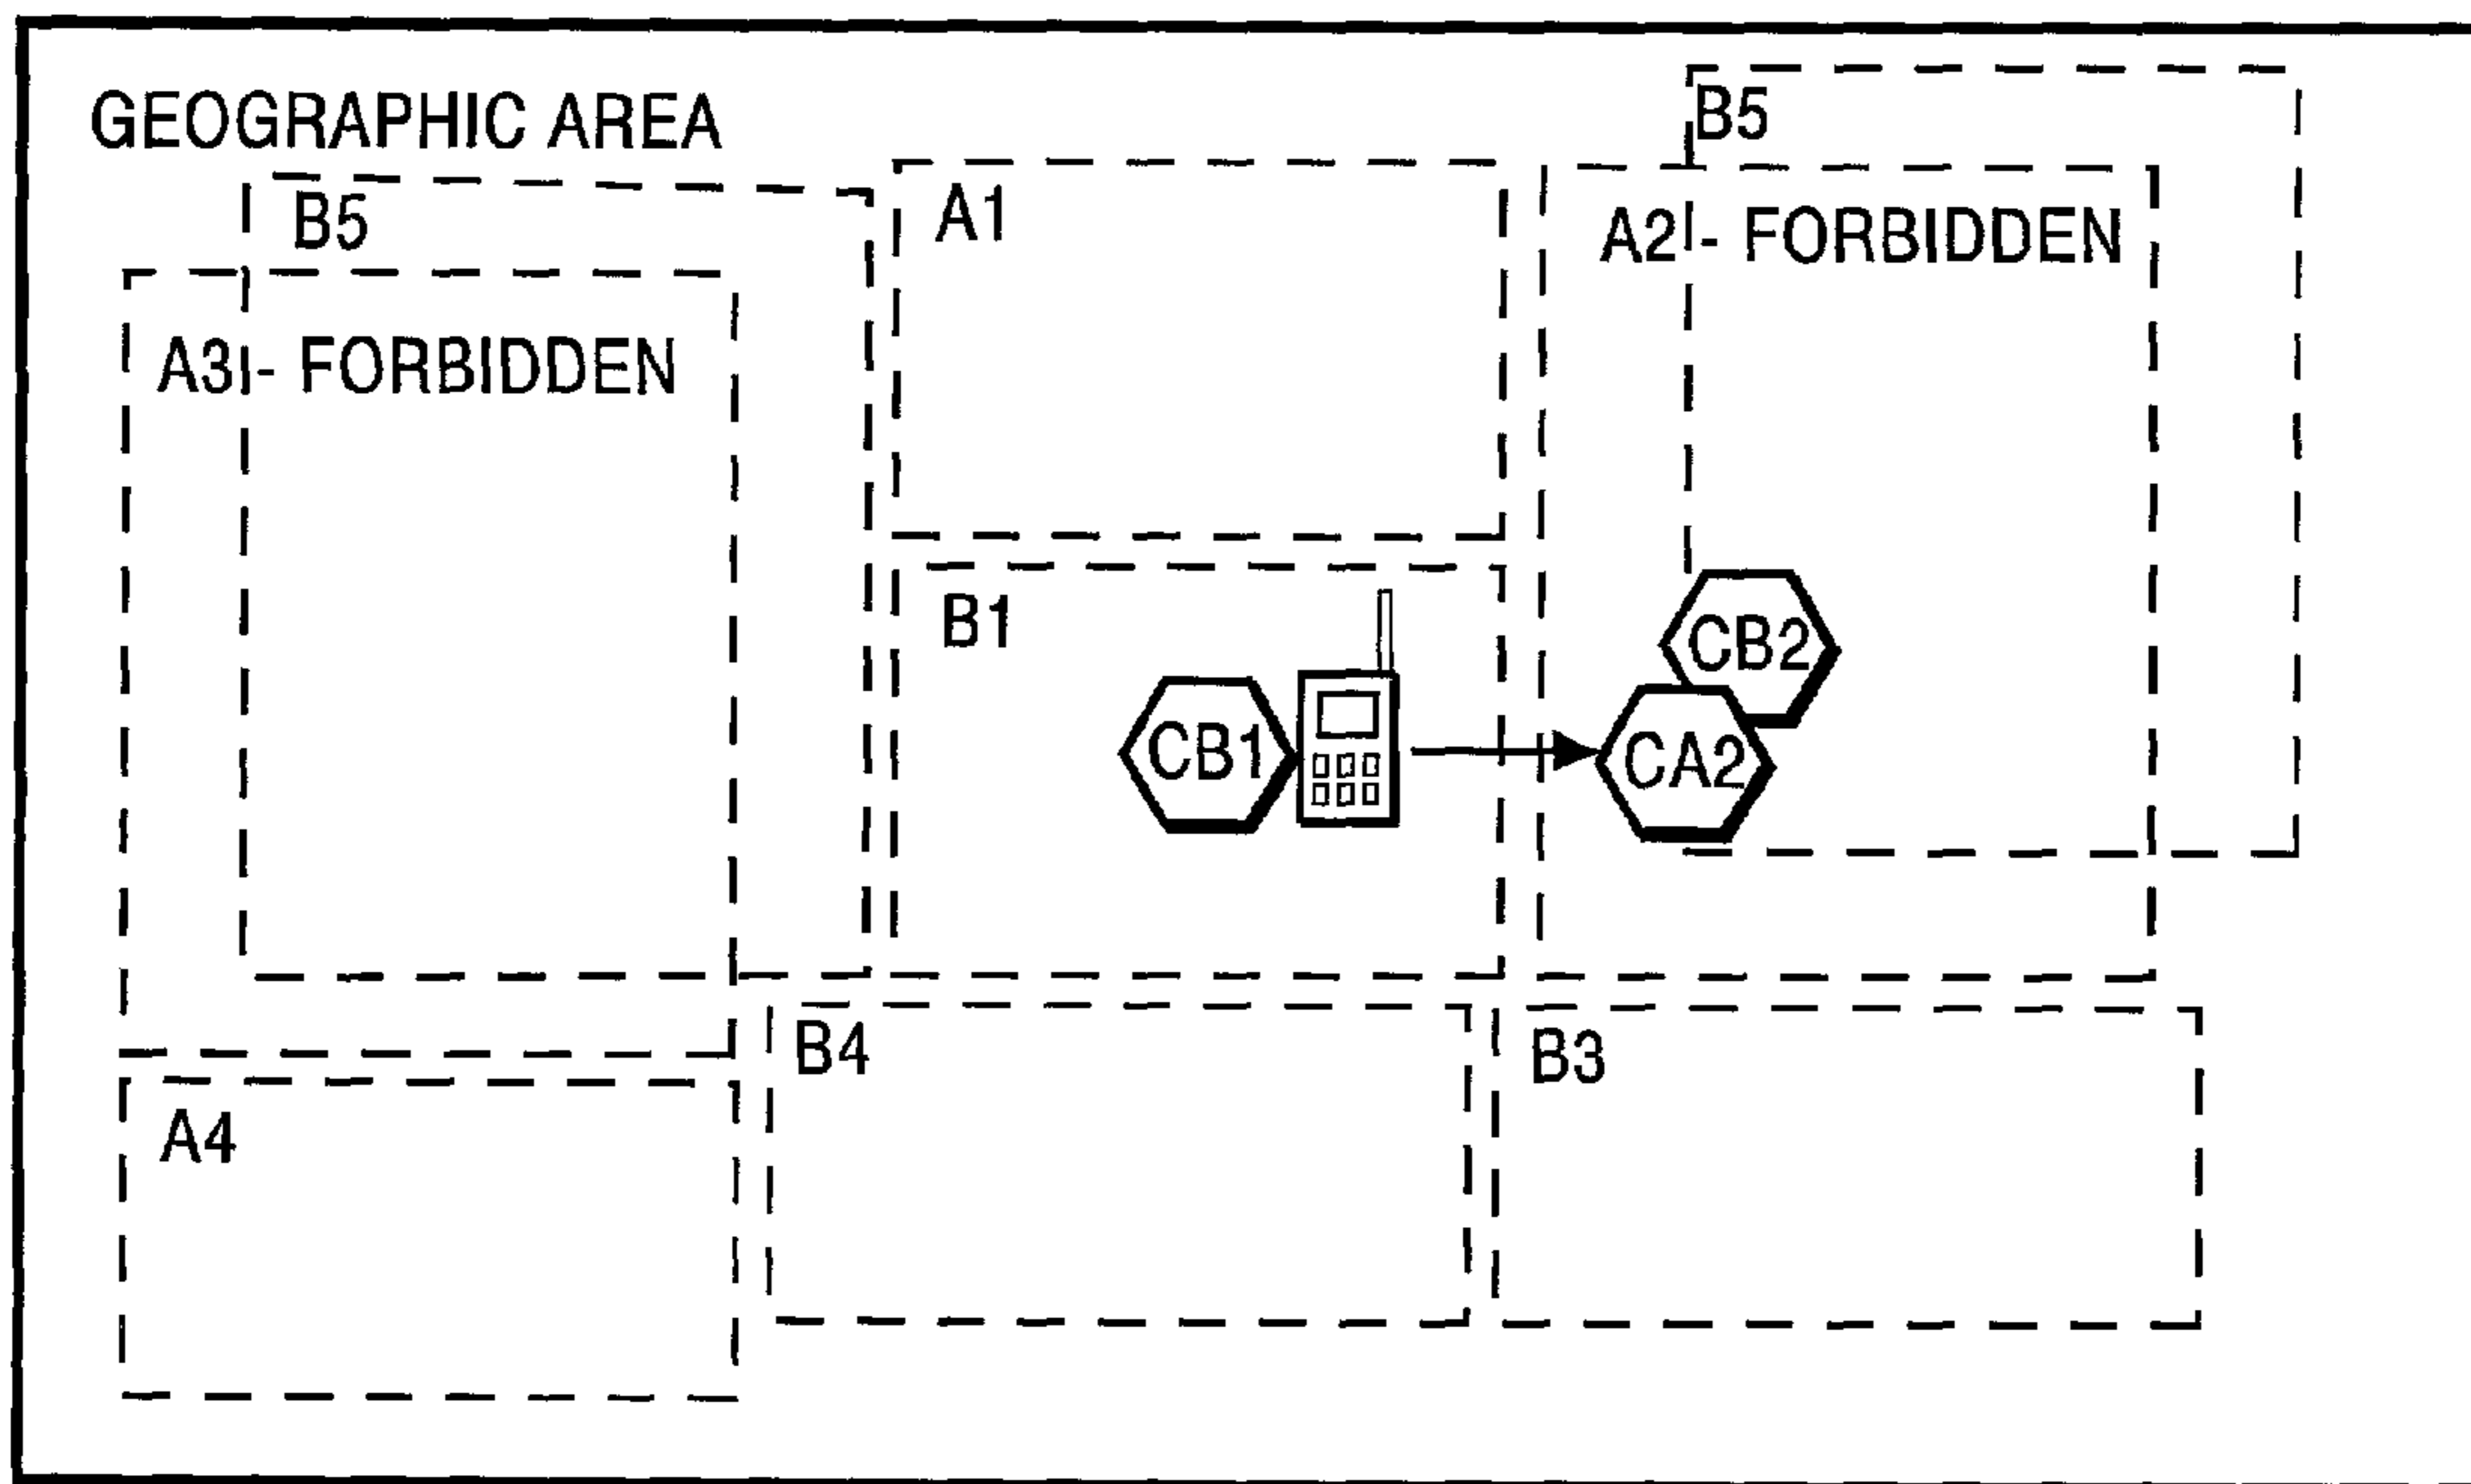 GEOGRAPHIC AREA
B5
B5
A1
A2 - FORBIDDEN
A3 - FORBIDDEN
B1
CB2
CB1
CA2
B4
B3
A4